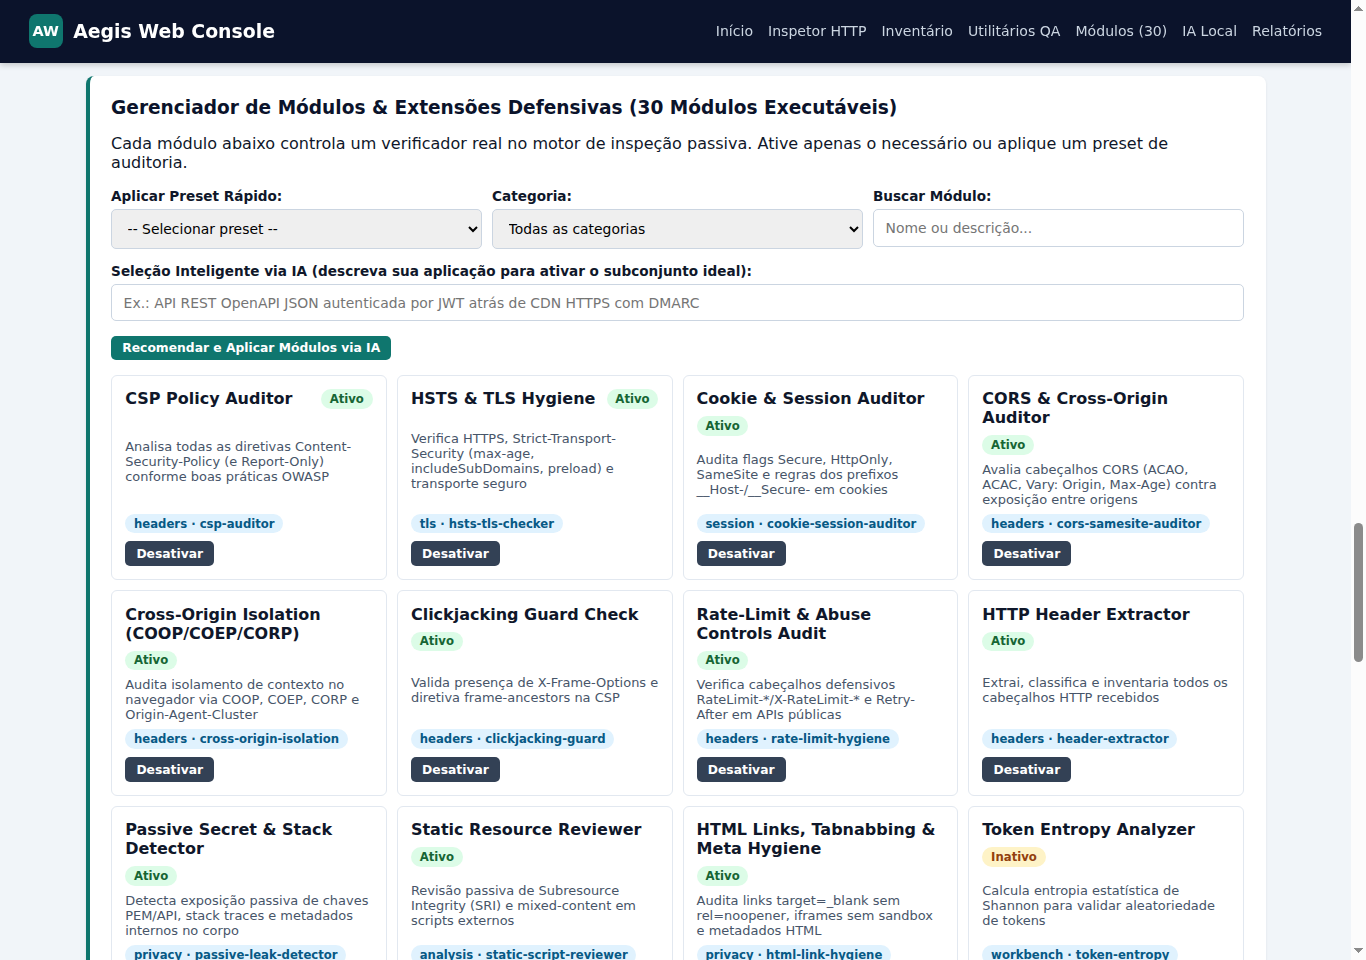 AW Aegis Web Console
Início Inspetor HTTP Inventário Utilitários QA Módulos (30) IA Local Relatórios
Gerenciador de Módulos & Extensões Defensivas (30 Módulos Executáveis)
Cada módulo abaixo controla um verificador real no motor de inspeção passiva. Ative apenas o necessário ou aplique um preset de
auditoria.
Aplicar Preset Rápido:
-- Selecionar preset --
Categoria:
Todas as categorias
Buscar Módulo:
Nome ou descrição...
Seleção Inteligente via IA (descreva sua aplicação para ativar o subconjunto ideal):
Ex.: API REST OpenAPI JSON autenticada por JWT atrás de CDN HTTPS com DMARC
Recomendar e Aplicar Módulos via IA
CSP Policy Auditor
Ativo
Analisa todas as diretivas Content-
Security-Policy (e Report-Only)
conforme boas práticas OWASP
headers · csp-auditor
Desativar
HSTS & TLS Hygiene
Ativo
Verifica HTTPS, Strict-Transport-
Security (max-age,
includeSubDomains, preload) e
transporte seguro
tls · hsts-tls-checker
Desativar
Cookie & Session Auditor
Ativo
Audita flags Secure, HttpOnly,
SameSite e regras dos prefixos
__Host-/__Secure- em cookies
session · cookie-session-auditor
Desativar
CORS & Cross-Origin
Auditor
Ativo
Avalia cabeçalhos CORS (ACAO,
ACAC, Vary: Origin, Max-Age) contra
exposição entre origens
headers · cors-samesite-auditor
Desativar
Cross-Origin Isolation
(COOP/COEP/CORP)
Ativo
Audita isolamento de contexto no
navegador via COOP, COEP, CORP e
Origin-Agent-Cluster
headers · cross-origin-isolation
Desativar
Clickjacking Guard Check
Ativo
Valida presença de X-Frame-Options e
diretiva frame-ancestors na CSP
headers · clickjacking-guard
Desativar
Rate-Limit & Abuse
Controls Audit
Ativo
Verifica cabeçalhos defensivos
RateLimit-*/X-RateLimit-* e Retry-
After em APIs públicas
headers · rate-limit-hygiene
Desativar
HTTP Header Extractor
Ativo
Extrai, classifica e inventaria todos os
cabeçalhos HTTP recebidos
headers · header-extractor
Desativar
Passive Secret & Stack
Detector
Ativo
Detecta exposição passiva de chaves
PEM/API, stack traces e metadados
internos no corpo
privacy · passive-leak-detector
Static Resource Reviewer
Ativo
Revisão passiva de Subresource
Integrity (SRI) e mixed-content em
scripts externos
analysis · static-script-reviewer
HTML Links, Tabnabbing &
Meta Hygiene
Ativo
Audita links target=_blank sem
rel=noopener, iframes sem sandbox
e metadados HTML
privacy · html-link-hygiene
Token Entropy Analyzer
Inativo
Calcula entropia estatística de
Shannon para validar aleatoriedade
de tokens
workbench · token-entropy